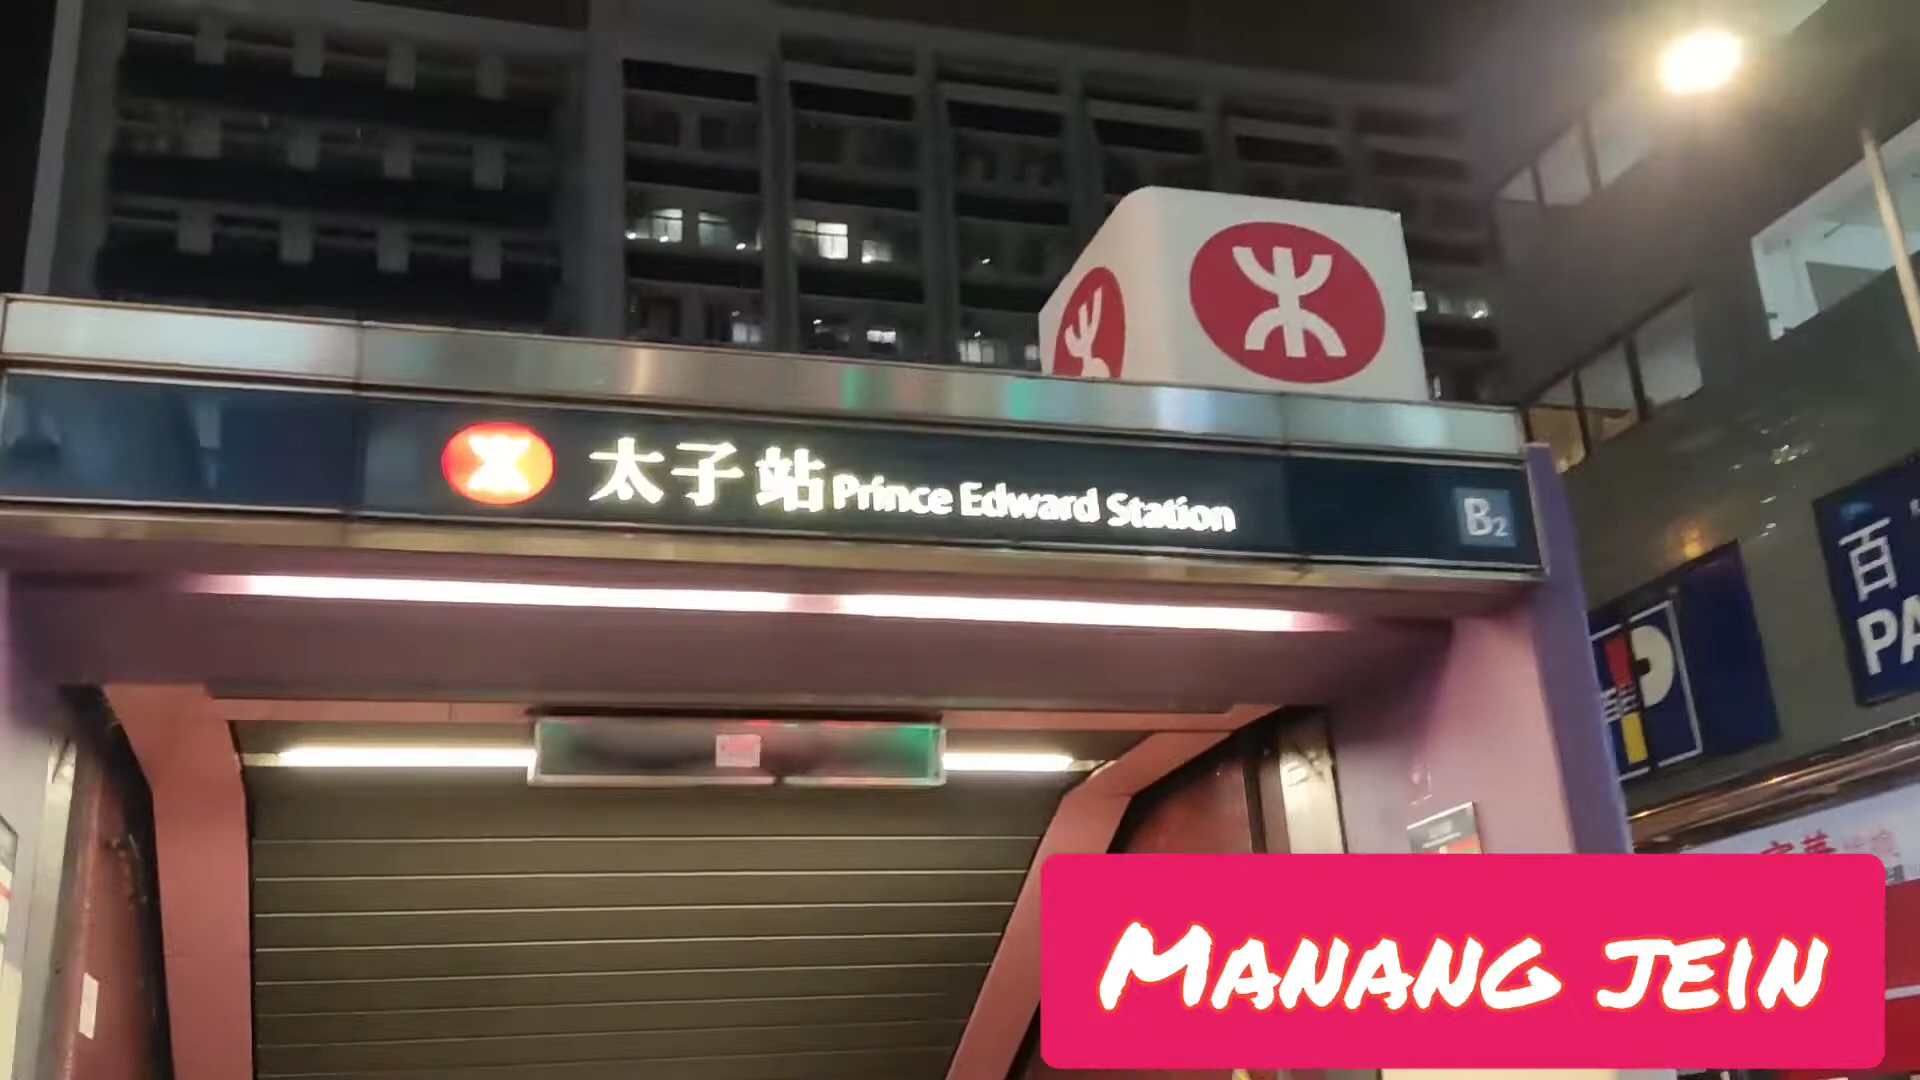 太子站 Prince Edward Station B2
百
PA
MANANG JEIN